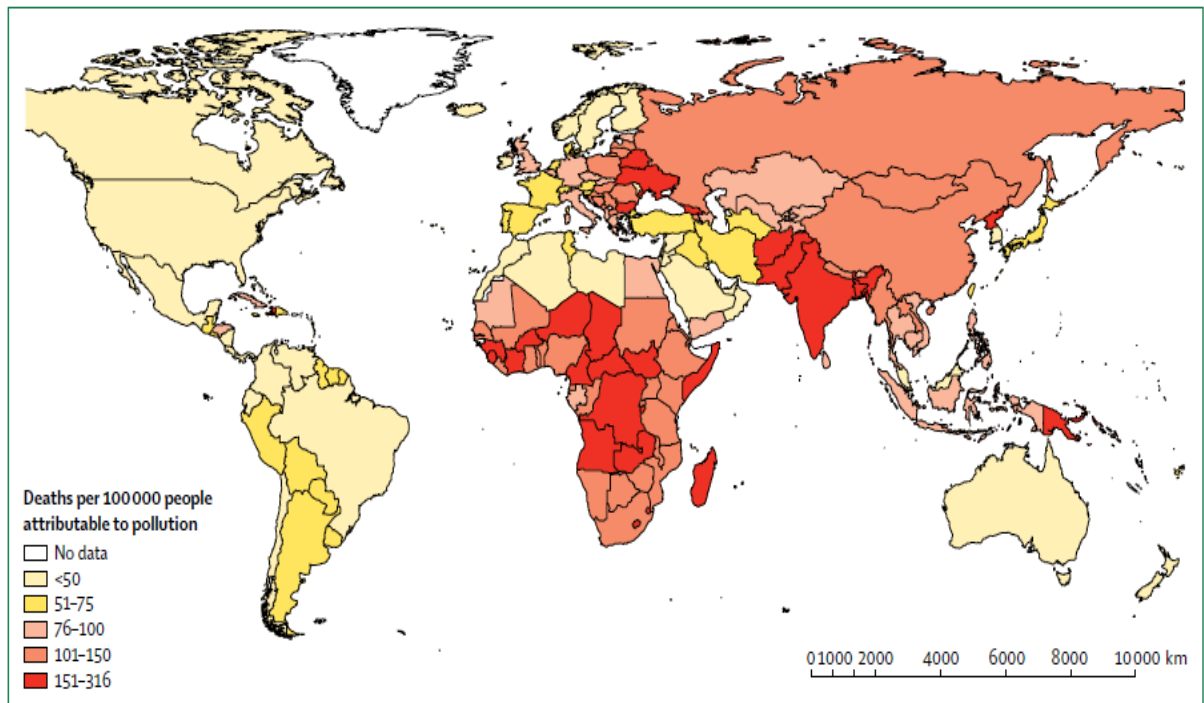 Deaths per 100 000 people
attributable to pollution
No data
<50
51–75
76–100
101–150
151–316
0 1000 2000 4000 6000 8000 10 000 km